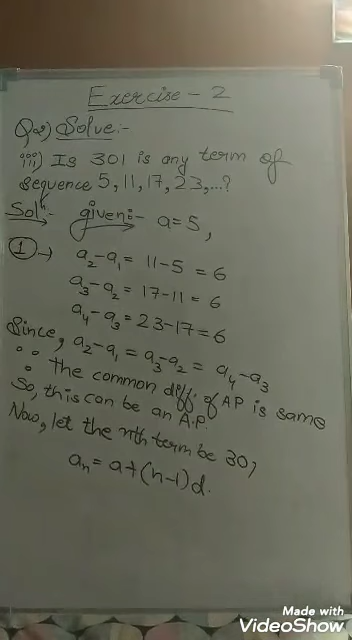 Exercise - 2
Q2) Solve:-
iii) Is 301 is any term of
sequence 5, 11, 17, 23, ...?
Solⁿ:- given:- a=5,
① → a₂-a₁ = 11-5 = 6
a₃-a₂ = 17-11 = 6
a₄-a₃ = 23-17 = 6
Since, a₂-a₁ = a₃-a₂ = a₄-a₃
∴ the common diff. of AP is same
So, this can be an A.P.
Now, let the nth term be 301
aₙ = a+(n-1)d.
Made with
VideoShow